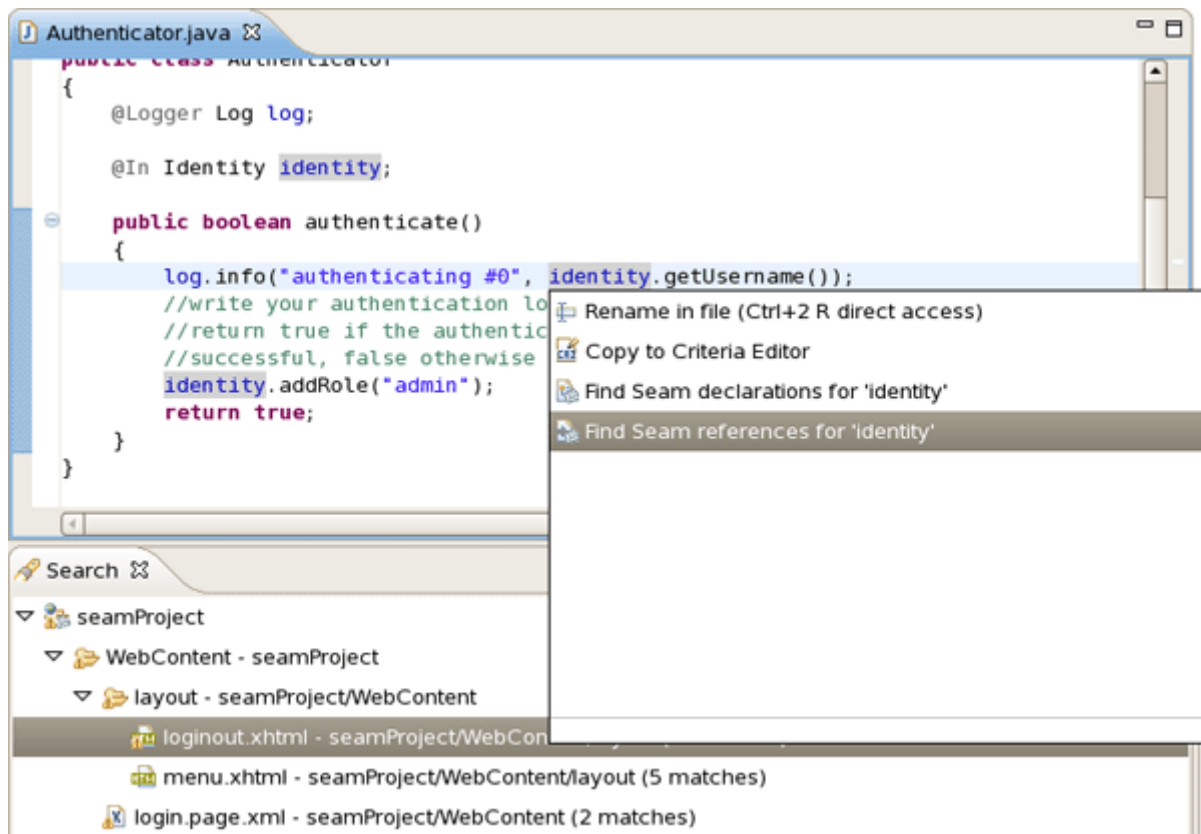 Authenticator.java
public class Authenticator
{
@Logger Log log;
@In Identity identity;
public boolean authenticate()
{
log.info("authenticating #0", identity.getUsername());
//write your authentication lo
//return true if the authentic
//successful, false otherwise
identity.addRole("admin");
return true;
}
}
Rename in file (Ctrl+2 R direct access)
Copy to Criteria Editor
Find Seam declarations for 'identity'
Find Seam references for 'identity'
Search
seamProject
WebContent - seamProject
layout - seamProject/WebContent
loginout.xhtml - seamProject/WebCon
menu.xhtml - seamProject/WebContent/layout (5 matches)
login.page.xml - seamProject/WebContent (2 matches)